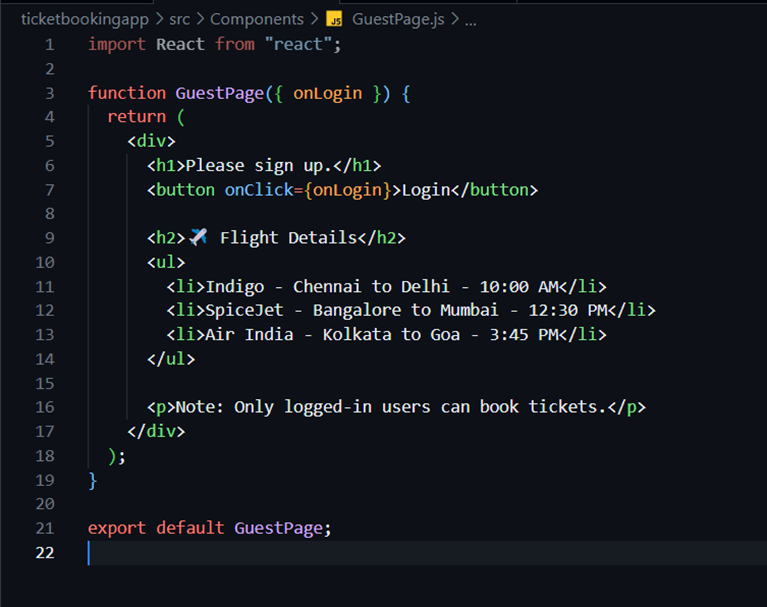 ticketbookingapp > src > Components > JS GuestPage.js > ...
1 import React from "react";
2
3 function GuestPage({ onLogin }) {
4   return (
5     <div>
6       <h1>Please sign up.</h1>
7       <button onClick={onLogin}>Login</button>
8
9       <h2>✈️ Flight Details</h2>
10       <ul>
11         <li>Indigo - Chennai to Delhi - 10:00 AM</li>
12         <li>SpiceJet - Bangalore to Mumbai - 12:30 PM</li>
13         <li>Air India - Kolkata to Goa - 3:45 PM</li>
14       </ul>
15
16       <p>Note: Only logged-in users can book tickets.</p>
17     </div>
18   );
19 }
20
21 export default GuestPage;
22